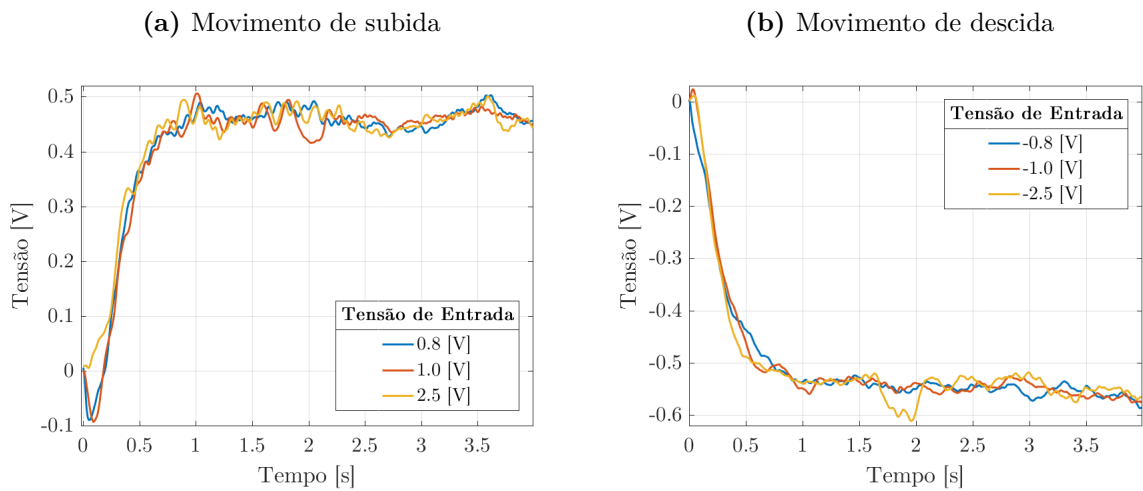 (a) Movimento de subida
0.5
0.4
0.3
0.2
0.1
0
-0.1
Tensão [V]
Tensão de Entrada
0.8 [V]
1.0 [V]
2.5 [V]
0 0.5 1 1.5 2 2.5 3 3.5
Tempo [s]
(b) Movimento de descida
0
-0.1
-0.2
-0.3
-0.4
-0.5
-0.6
Tensão [V]
Tensão de Entrada
-0.8 [V]
-1.0 [V]
-2.5 [V]
0 0.5 1 1.5 2 2.5 3 3.5
Tempo [s]